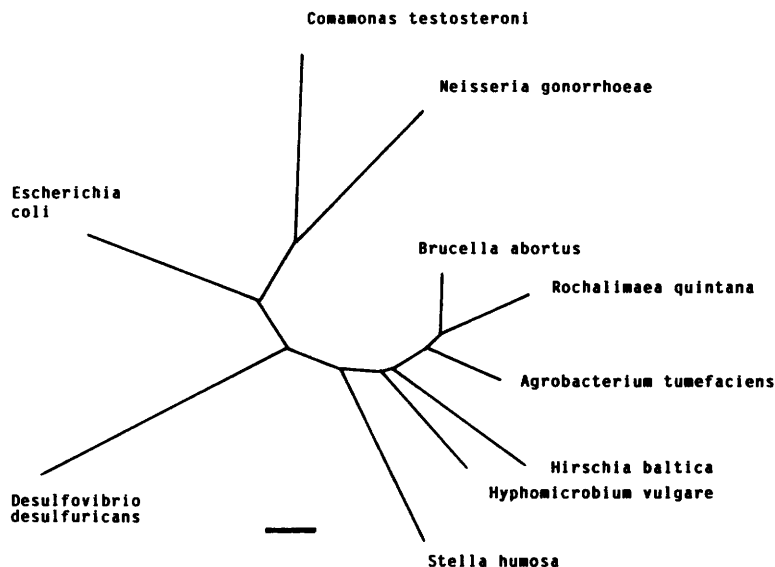 Comamonas testosteroni
Neisseria gonorrhoeae
Escherichia
coli
Brucella abortus
Rochalimaea quintana
Agrobacterium tumefaciens
Hirschia baltica
Hyphomicrobium vulgare
Desulfovibrio
desulfuricans
Stella humosa